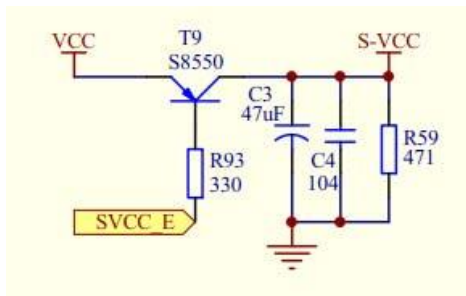 VCC
T9
S8550
S-VCC
C3
47uF
C4
104
R59
471
R93
330
SVCC_E